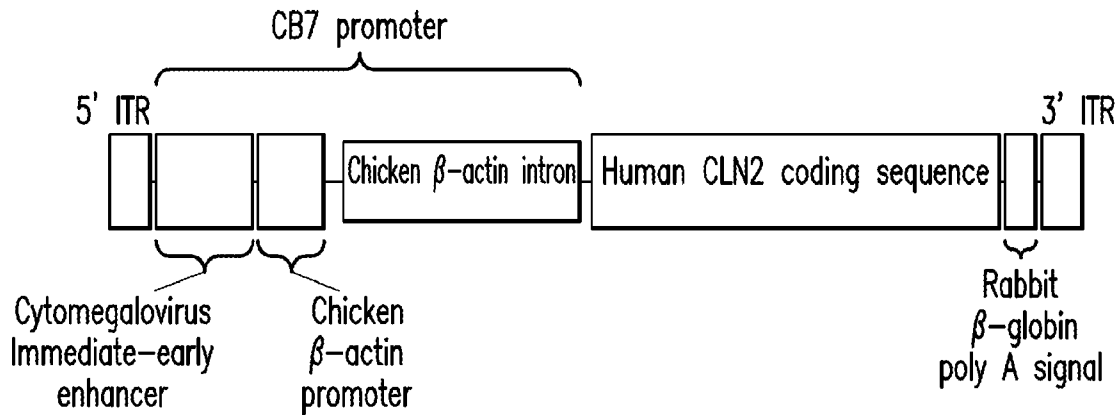 CB7 promoter
5' ITR
3' ITR
Chicken β-actin intron
Human CLN2 coding sequence
Cytomegalovirus
Immediate-early
enhancer
Chicken
β-actin
promoter
Rabbit
β-globin
poly A signal